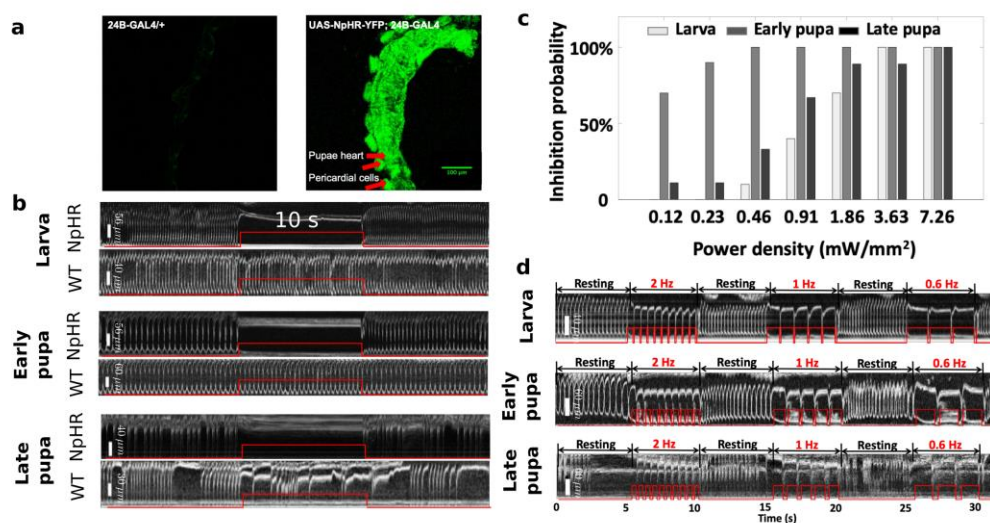 a
24B-GAL4/+
UAS-NpHR-YFP; 24B-GAL4
Pupae heart
Pericardial cells
100 μm
b
Larva
NpHR
WT
10 s
Early pupa
NpHR
WT
Late pupa
NpHR
WT
c
Larva Early pupa Late pupa
Inhibition probability
100%
50%
0
0.12 0.23 0.46 0.91 1.86 3.63 7.26
Power density (mW/mm²)
d
Larva
Resting 2 Hz Resting 1 Hz Resting 0.6 Hz
Early pupa
Resting 2 Hz Resting 1 Hz Resting 0.6 Hz
Late pupa
Resting 2 Hz Resting 1 Hz Resting 0.6 Hz
0 5 10 15 20 25 30
Time (s)